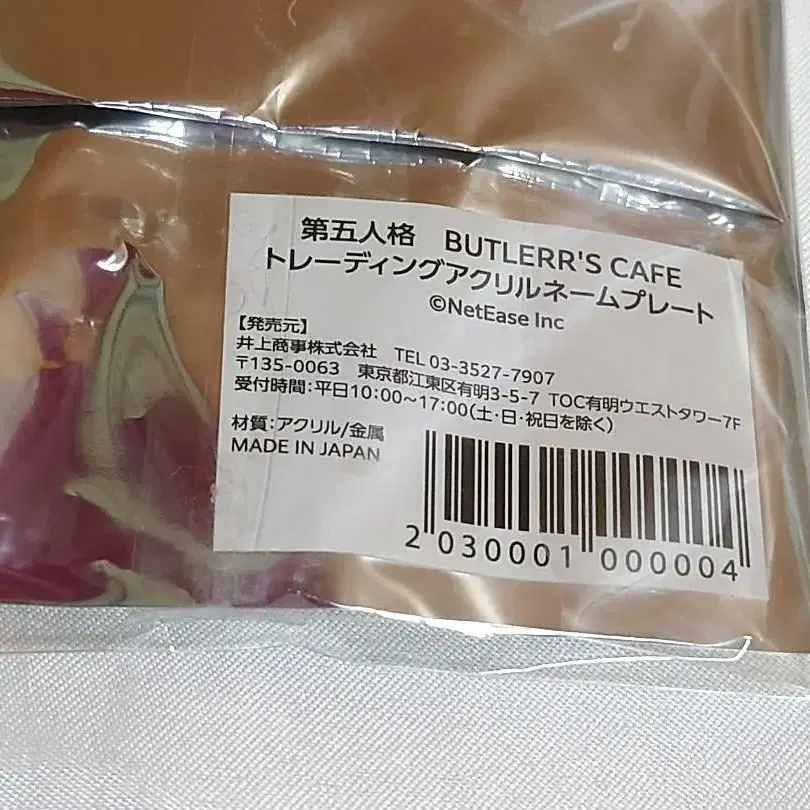 第五人格 BUTLERR'S CAFE
トレーディングアクリルネームプレート
©NetEase Inc
【発売元】
井上商事株式会社 TEL 03-3527-7907
〒135-0063 東京都江東区有明3-5-7 TOC有明ウエストタワー7F
受付時間:平日10:00～17:00(土・日・祝日を除く)
材質:アクリル/金属
MADE IN JAPAN
2 030001 000004